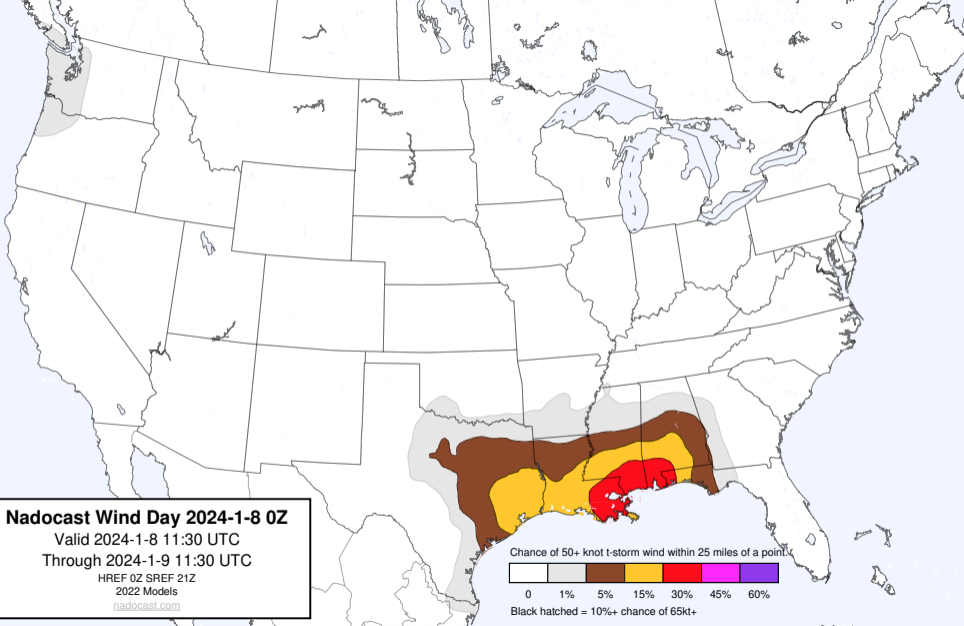 Nadocast Wind Day 2024-1-8 0Z
Valid 2024-1-8 11:30 UTC
Through 2024-1-9 11:30 UTC
HREF 0Z SREF 21Z
2022 Models
nadocast.com
Chance of 50+ knot t-storm wind within 25 miles of a point.
0 1% 5% 15% 30% 45% 60%
Black hatched = 10%+ chance of 65kt+